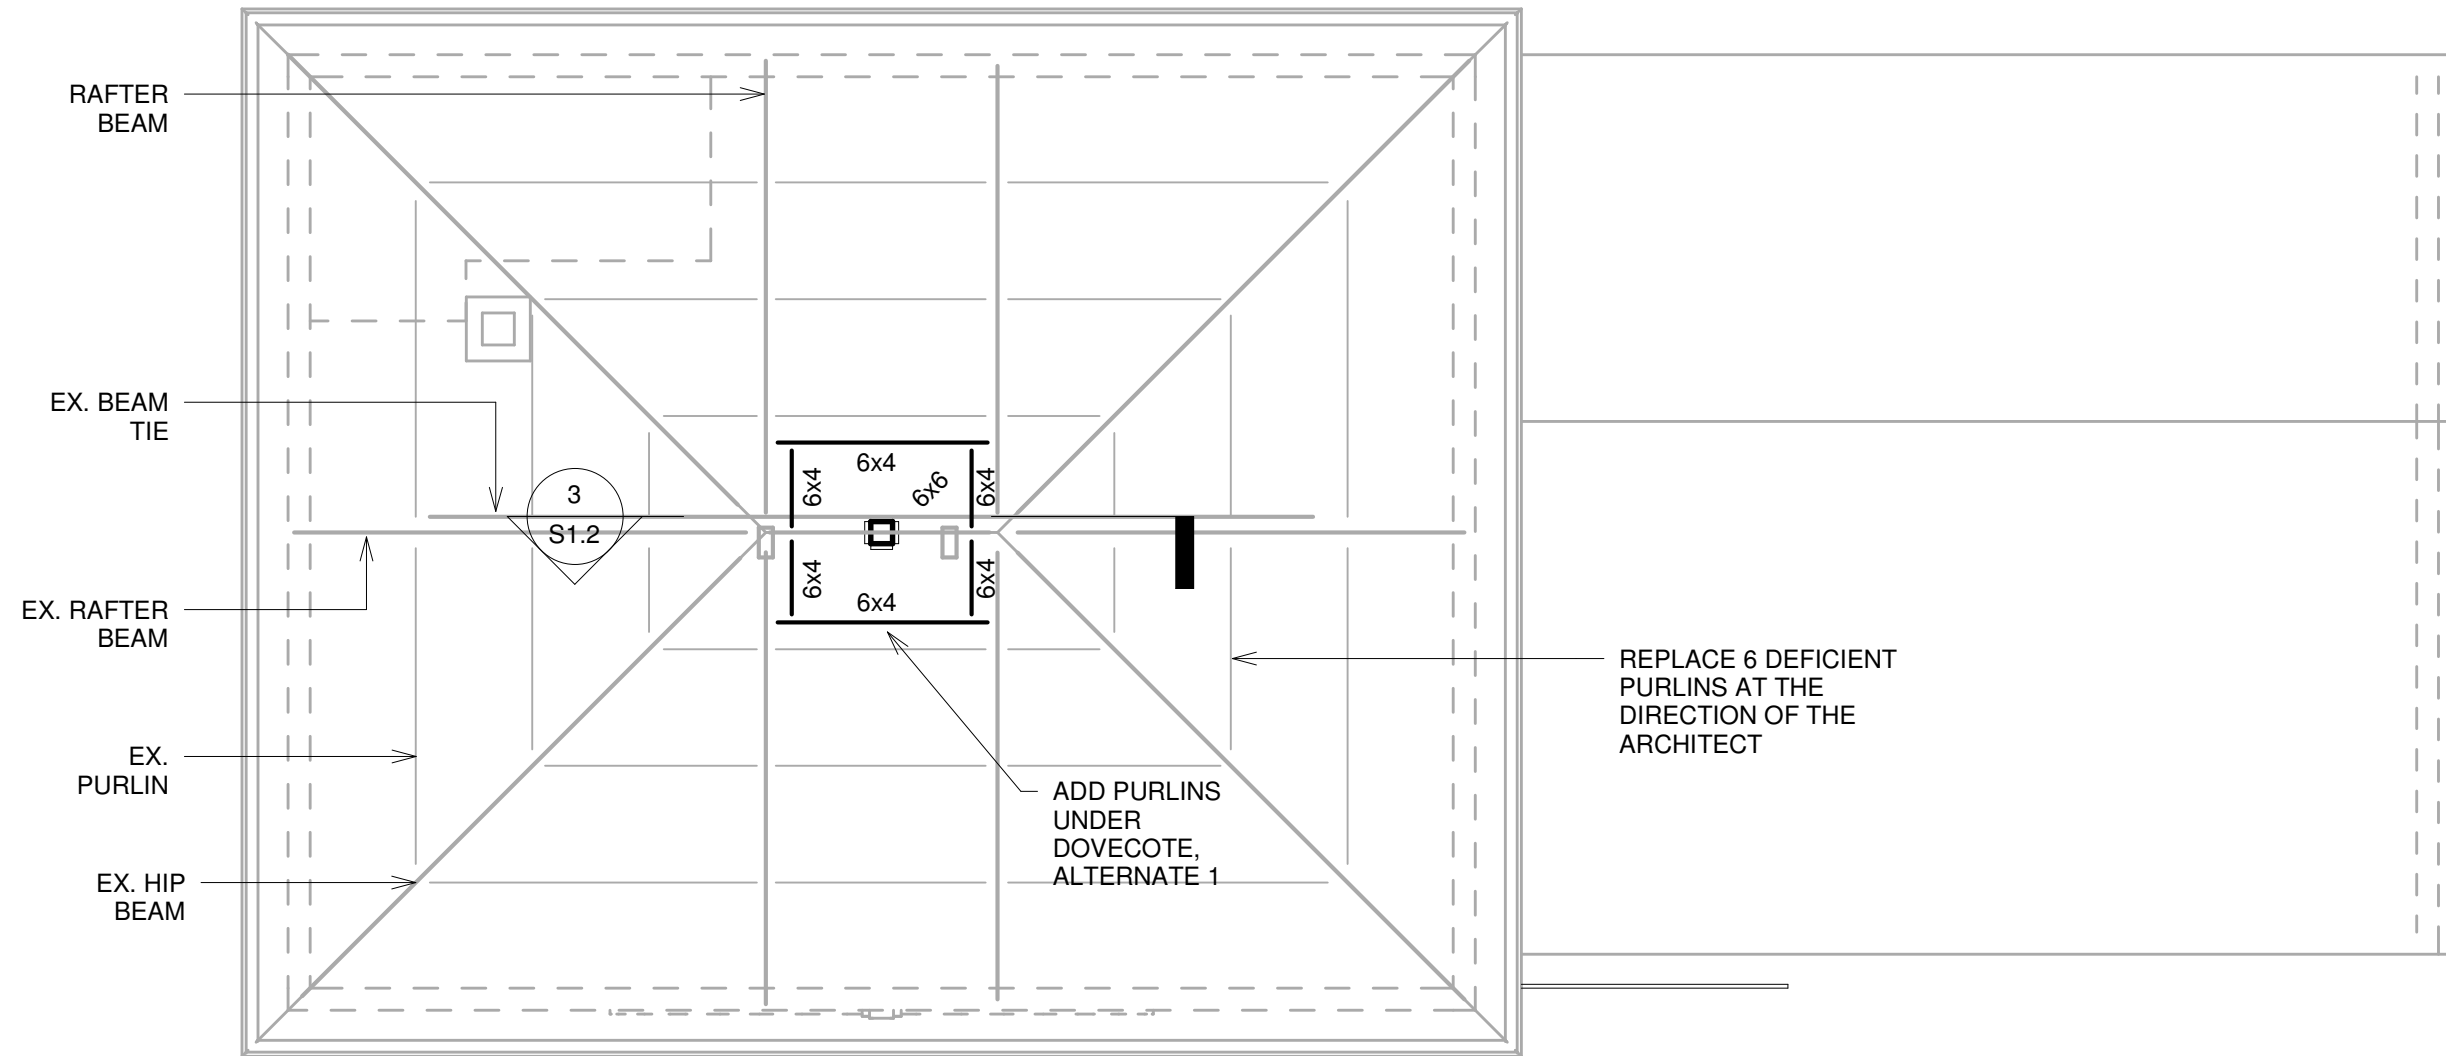 RAFTER
BEAM
EX. BEAM
TIE
3
S1.2
6x4
6x4
6x6
6x4
6x4
6x4
6x4
EX. RAFTER
BEAM
REPLACE 6 DEFICIENT
PURLINS AT THE
DIRECTION OF THE
ARCHITECT
EX.
PURLIN
ADD PURLINS
UNDER
DOVECOTE,
ALTERNATE 1
EX. HIP
BEAM